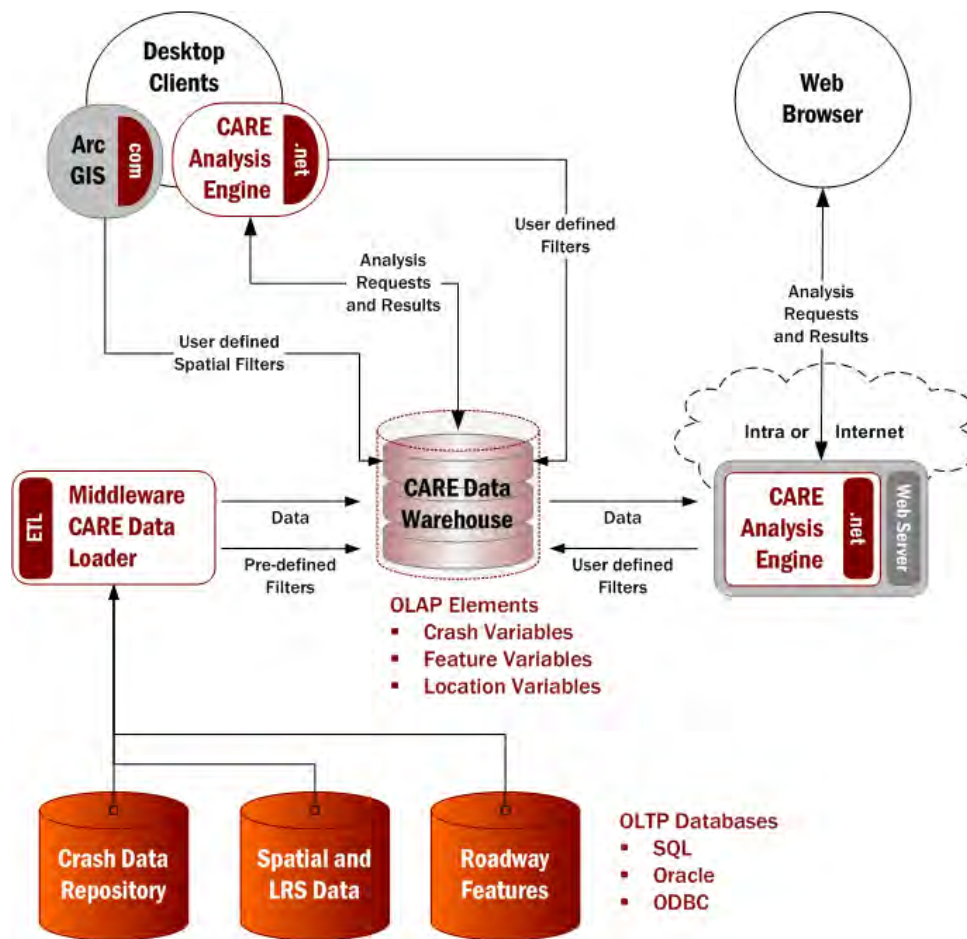 Desktop
Clients
Arc
GIS
com
CARE
Analysis
Engine
.net
Web
Browser
User defined
Filters
Analysis
Requests
and Results
Analysis
Requests
and Results
User defined
Spatial Filters
Intra or Internet
ETL
Middleware
CARE Data
Loader
Data
Pre-defined
Filters
CARE Data
Warehouse
Data
User defined
Filters
CARE
Analysis
Engine
.net
Web Server
OLAP Elements
▪ Crash Variables
▪ Feature Variables
▪ Location Variables
Crash Data
Repository
Spatial and
LRS Data
Roadway
Features
OLTP Databases
▪ SQL
▪ Oracle
▪ ODBC